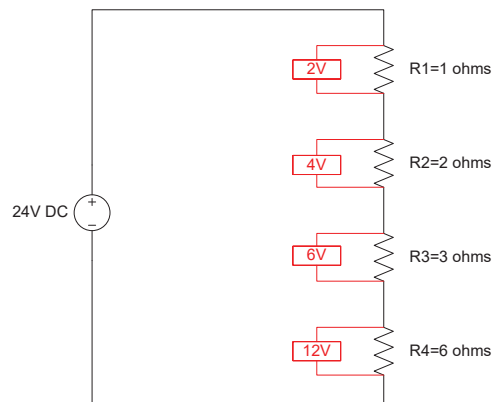 2V
R1=1 ohms
4V
R2=2 ohms
24V DC
+
−
6V
R3=3 ohms
12V
R4=6 ohms